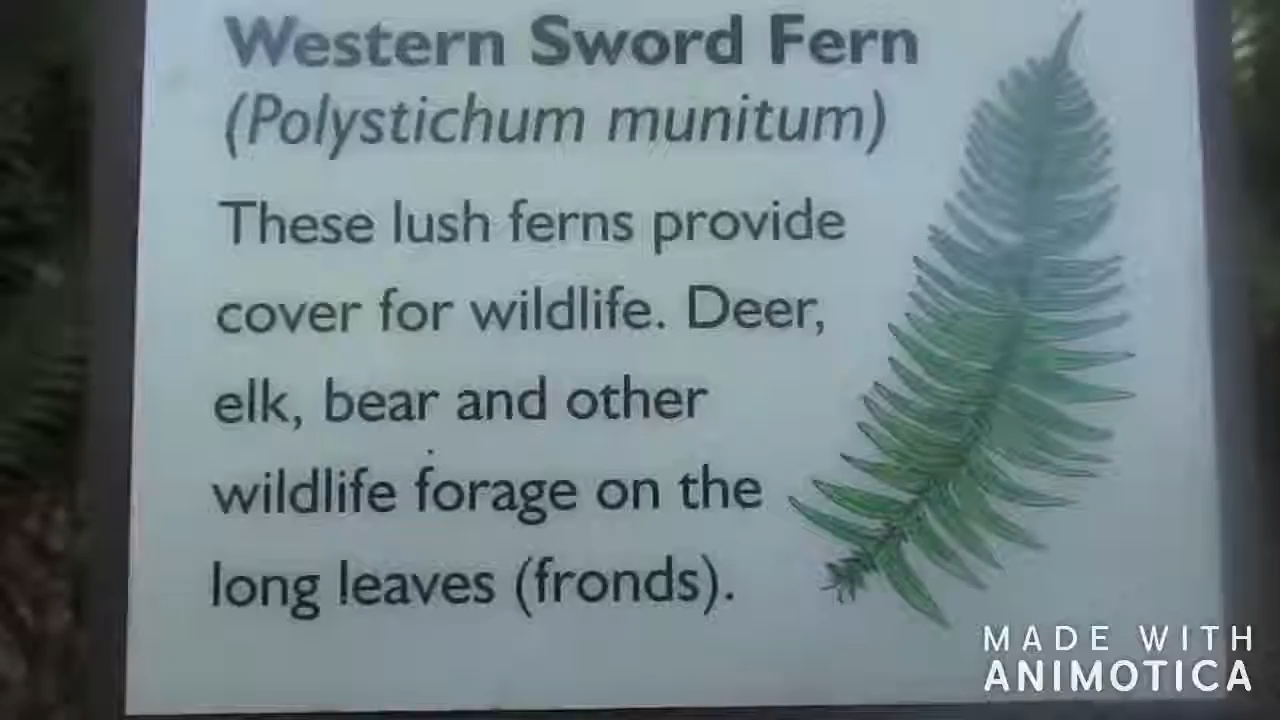 Western Sword Fern
(Polystichum munitum)
These lush ferns provide
cover for wildlife. Deer,
elk, bear and other
wildlife forage on the
long leaves (fronds).
MADE WITH
ANIMOTICA